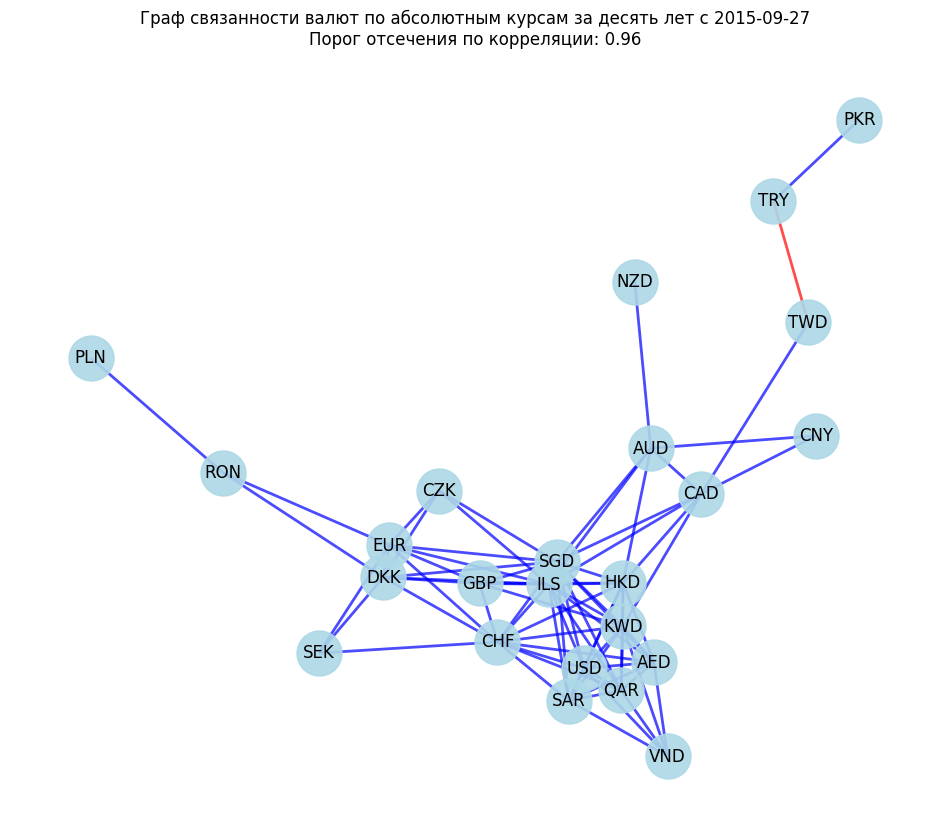 Граф связанности валют по абсолютным курсам за десять лет с 2015-09-27
Порог отсечения по корреляции: 0.96
PKR
TRY
NZD
TWD
PLN
CNY
AUD
RON
CZK
CAD
EUR
SGD
DKK
GBP
ILS
HKD
KWD
CHF
SEK
AED
USD
QAR
SAR
VND